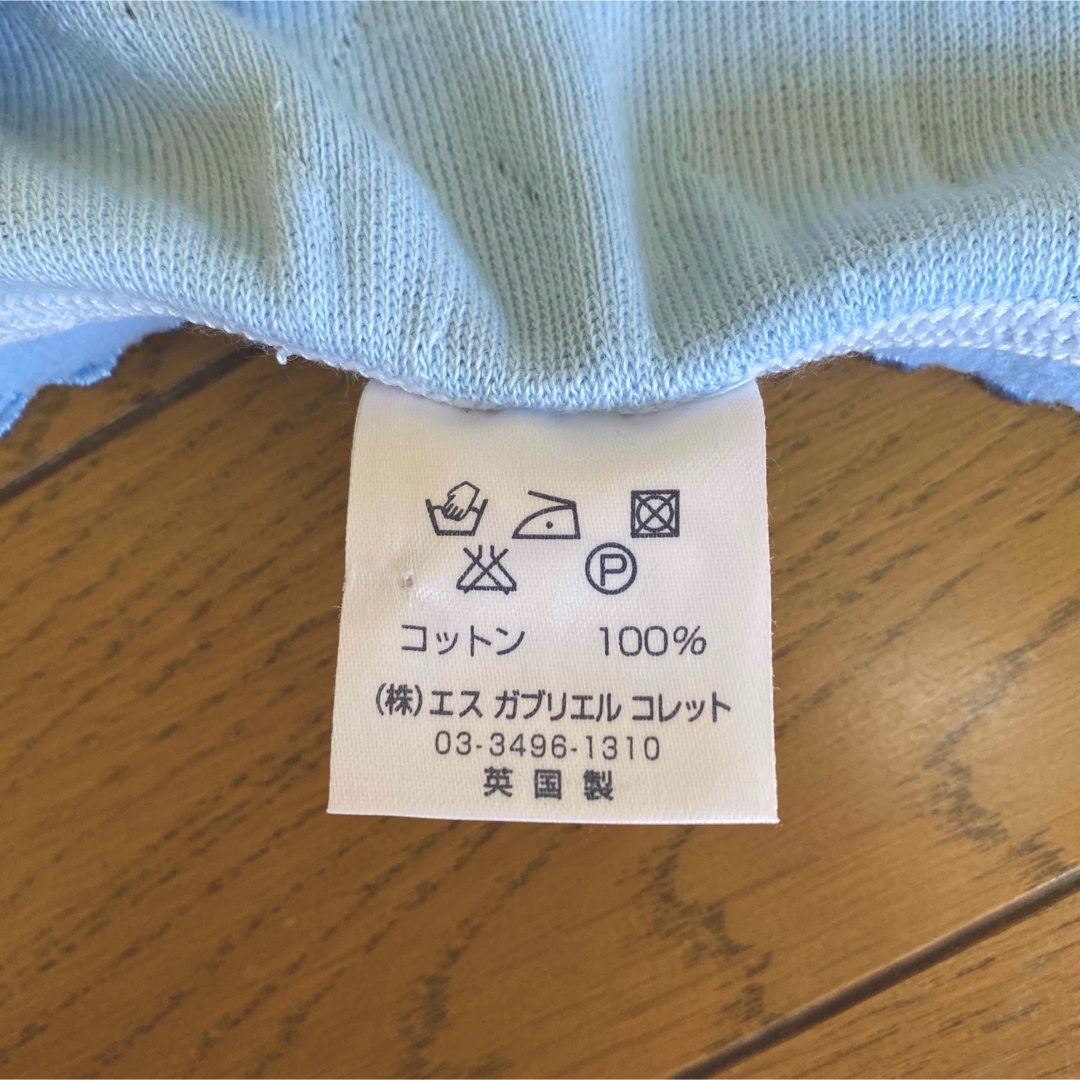 P
コットン 100%
(株)エス ガブリエル コレット
03-3496-1310
英国製